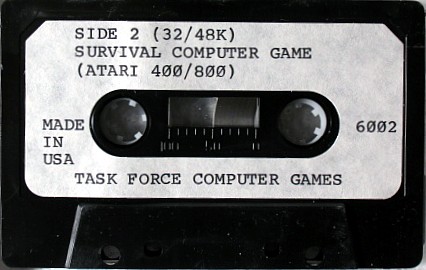 SIDE 2 (32/48K)
SURVIVAL COMPUTER GAME
(ATARI 400/800)
MADE
IN
USA
6002
TASK FORCE COMPUTER GAMES